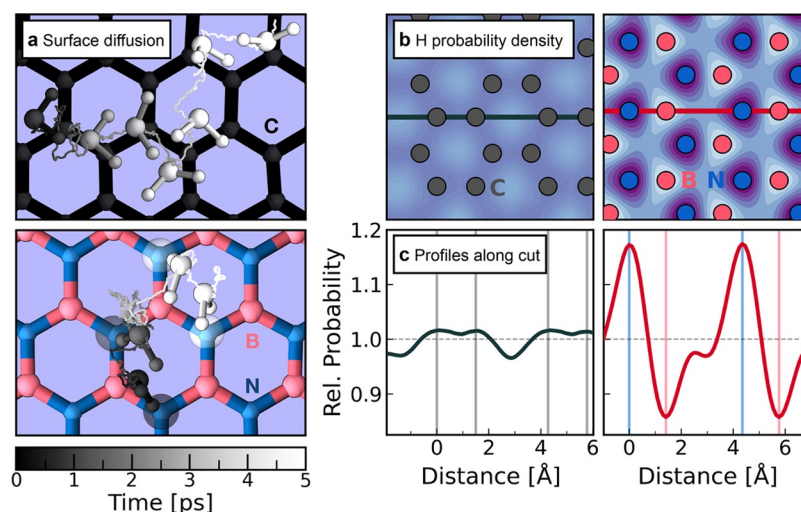 a Surface diffusion
C
B
N
0 1 2 3 4 5
Time [ps]
b H probability density
C
B N
c Profiles along cut
1.2
1.1
1.0
0.9
Rel. Probability
0 2 4 6
Distance [Å]
0 2 4 6
Distance [Å]